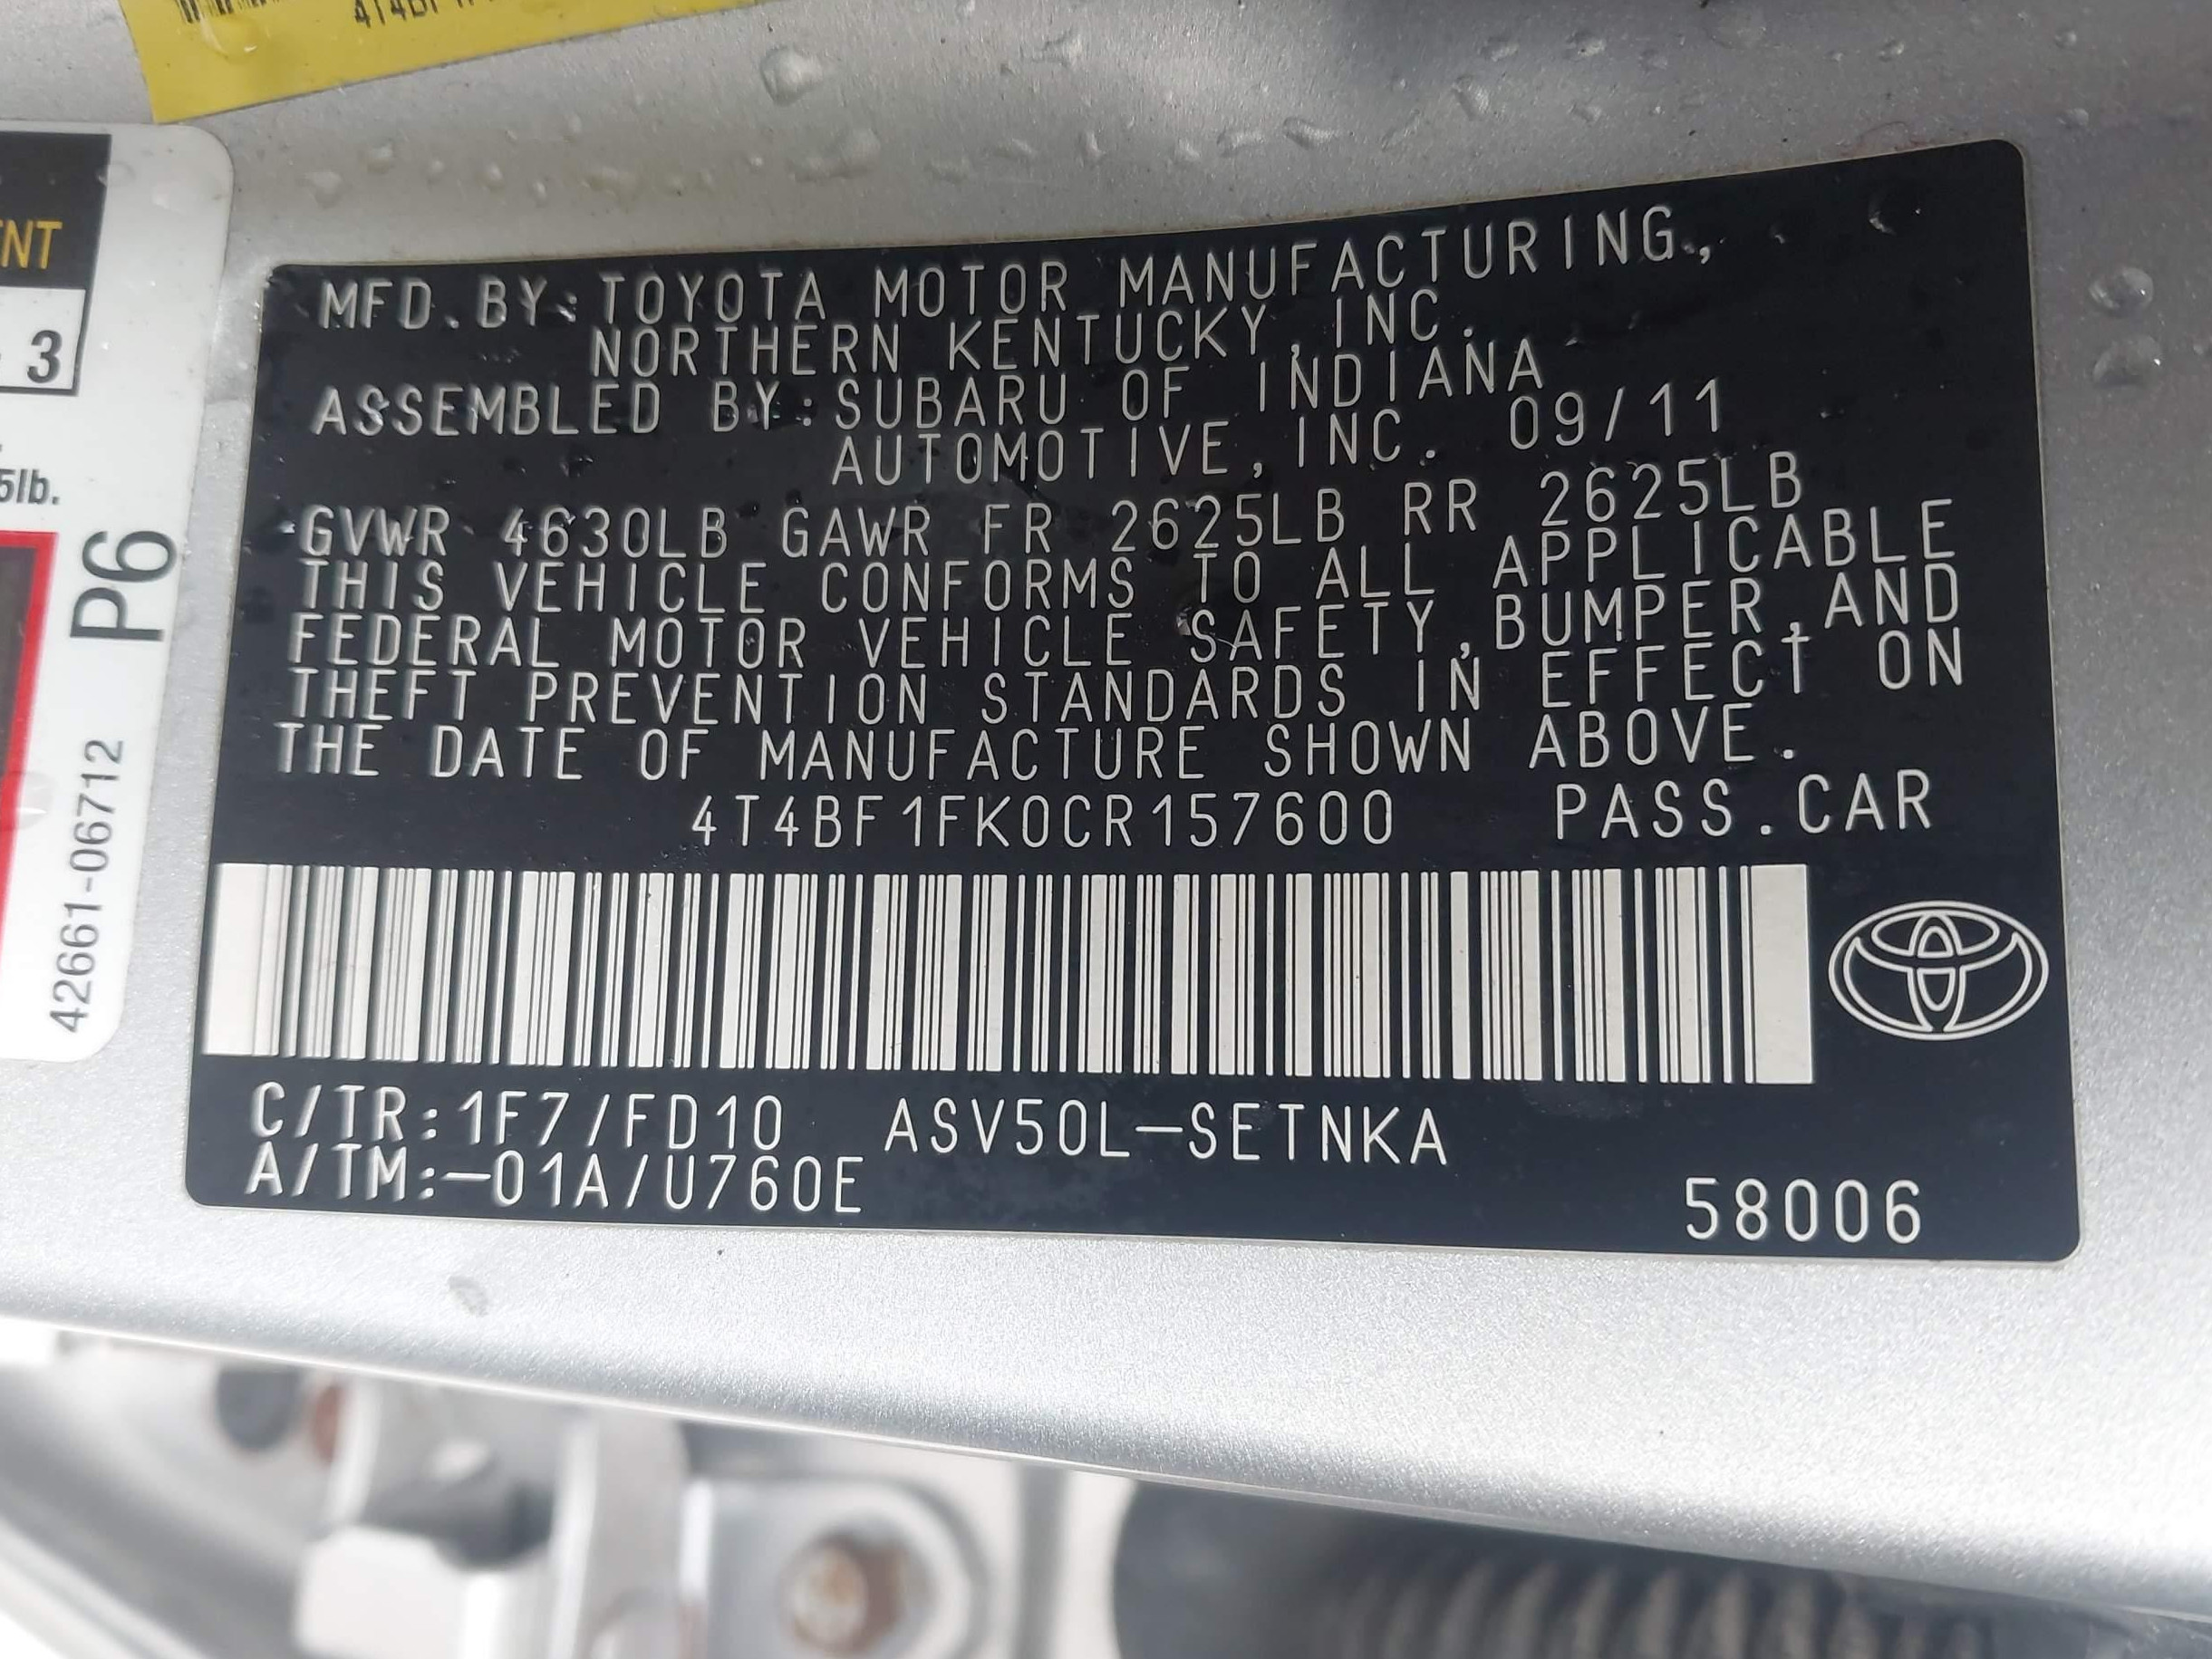 4T4BF1F
NT
3
5lb.
P6
42661-06712
MFD.BY:TOYOTA MOTOR MANUFACTURING,
NORTHERN KENTUCKY,INC.
ASSEMBLED BY:SUBARU OF INDIANA
AUTOMOTIVE,INC. 09/11
GVWR 4630LB GAWR FR 2625LB RR 2625LB
THIS VEHICLE CONFORMS TO ALL APPLICABLE
FEDERAL MOTOR VEHICLE SAFETY,BUMPER,AND
THEFT PREVENTION STANDARDS IN EFFECT ON
THE DATE OF MANUFACTURE SHOWN ABOVE.
4T4BF1FK0CR157600 PASS.CAR
C/TR:1F7/FD10 ASV50L-SETNKA
A/TM:-01A/U760E
58006